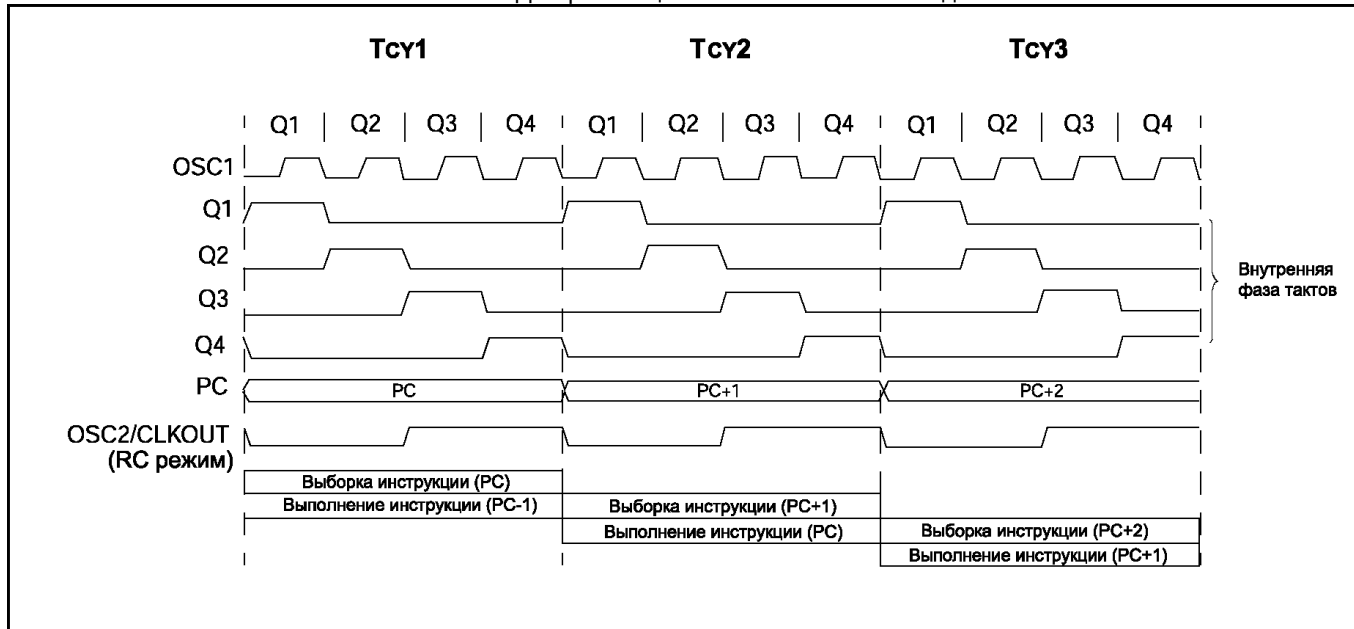 TCY1 TCY2 TCY3
Q1 Q2 Q3 Q4 Q1 Q2 Q3 Q4 Q1 Q2 Q3 Q4
OSC1
Q1
Q2
Q3
Q4
Внутренняя
фаза тактов
PC PC PC+1 PC+2
OSC2/CLKOUT
(RC режим)
Выборка инструкции (PC)
Выполнение инструкции (PC-1) Выборка инструкции (PC+1)
Выполнение инструкции (PC) Выборка инструкции (PC+2)
Выполнение инструкции (PC+1)